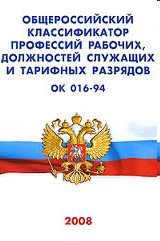 ОБЩЕРОССИЙСКИЙ
КЛАССИФИКАТОР
ПРОФЕССИЙ РАБОЧИХ,
ДОЛЖНОСТЕЙ СЛУЖАЩИХ
И ТАРИФНЫХ РАЗРЯДОВ
ОК 016-94
2008